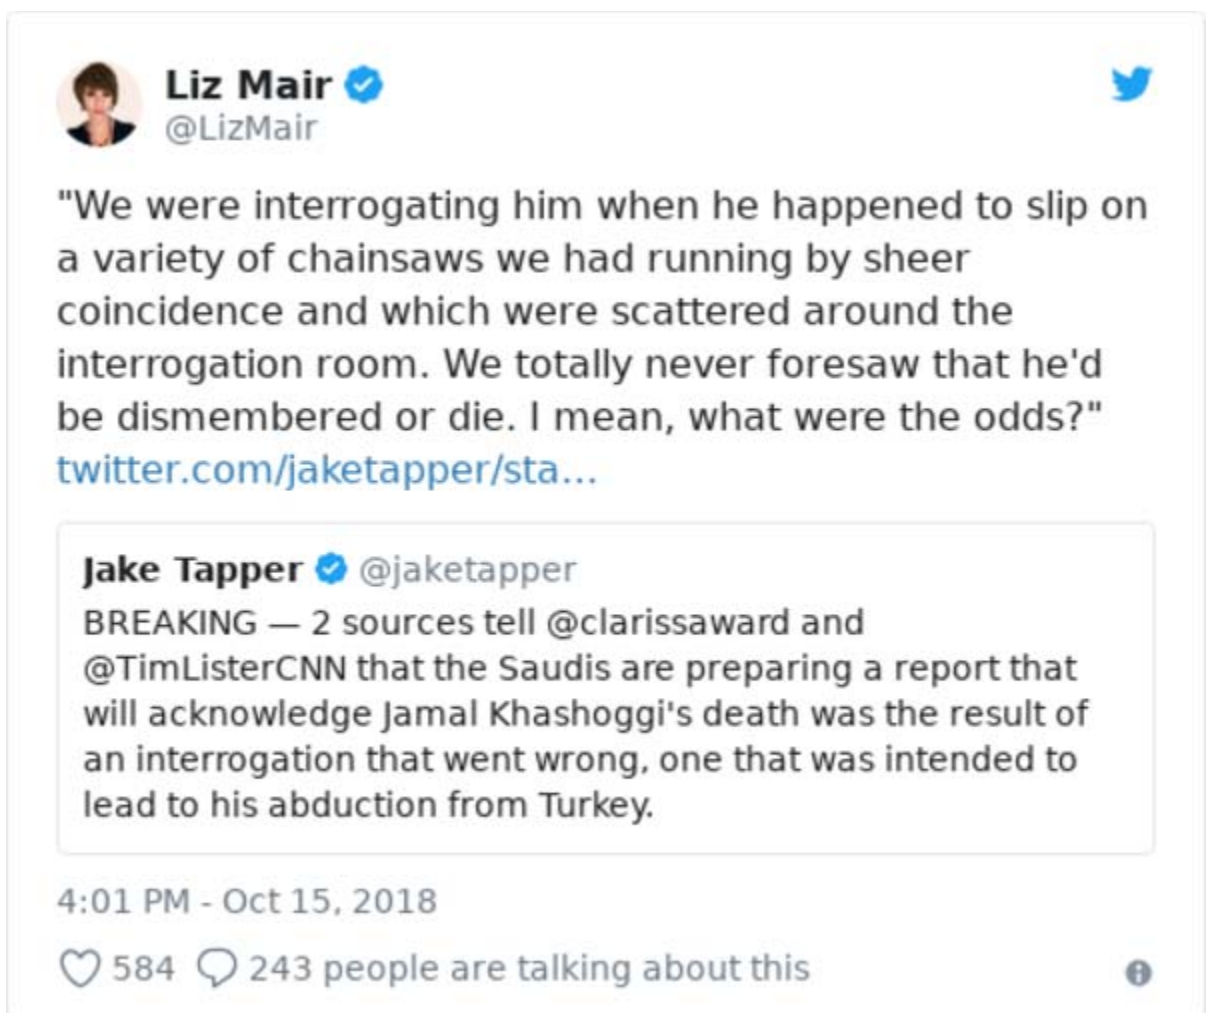 Liz Mair
@LizMair
"We were interrogating him when he happened to slip on
a variety of chainsaws we had running by sheer
coincidence and which were scattered around the
interrogation room. We totally never foresaw that he'd
be dismembered or die. I mean, what were the odds?"
twitter.com/jaketapper/sta...
Jake Tapper @jaketapper
BREAKING — 2 sources tell @clarissaward and
@TimListerCNN that the Saudis are preparing a report that
will acknowledge Jamal Khashoggi's death was the result of
an interrogation that went wrong, one that was intended to
lead to his abduction from Turkey.
4:01 PM - Oct 15, 2018
584 243 people are talking about this